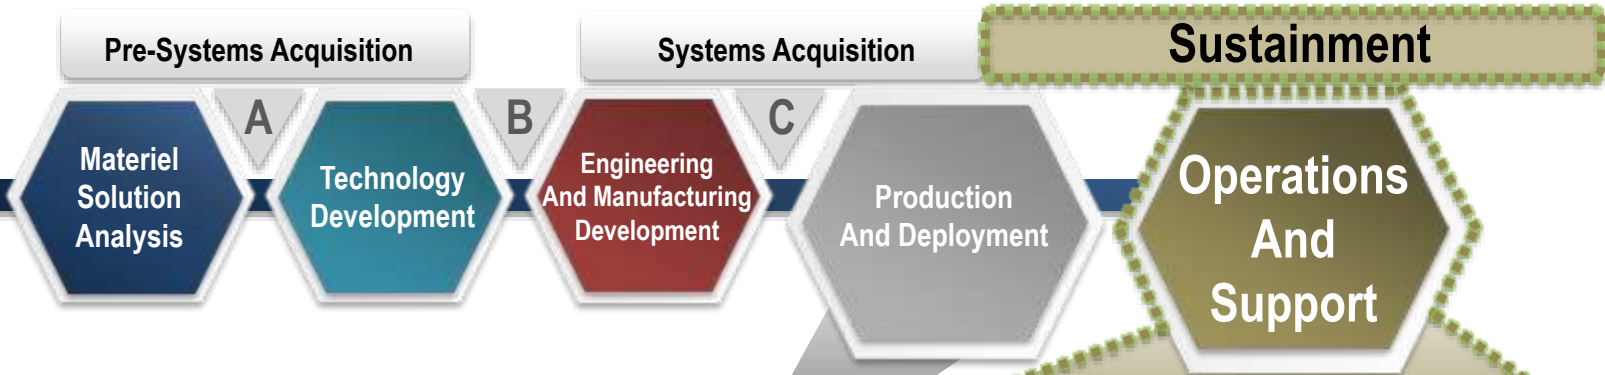 Pre-Systems Acquisition
Systems Acquisition
Sustainment
A
B
C
Materiel
Solution
Analysis
Technology
Development
Engineering
And Manufacturing
Development
Production
And Deployment
Operations
And
Support